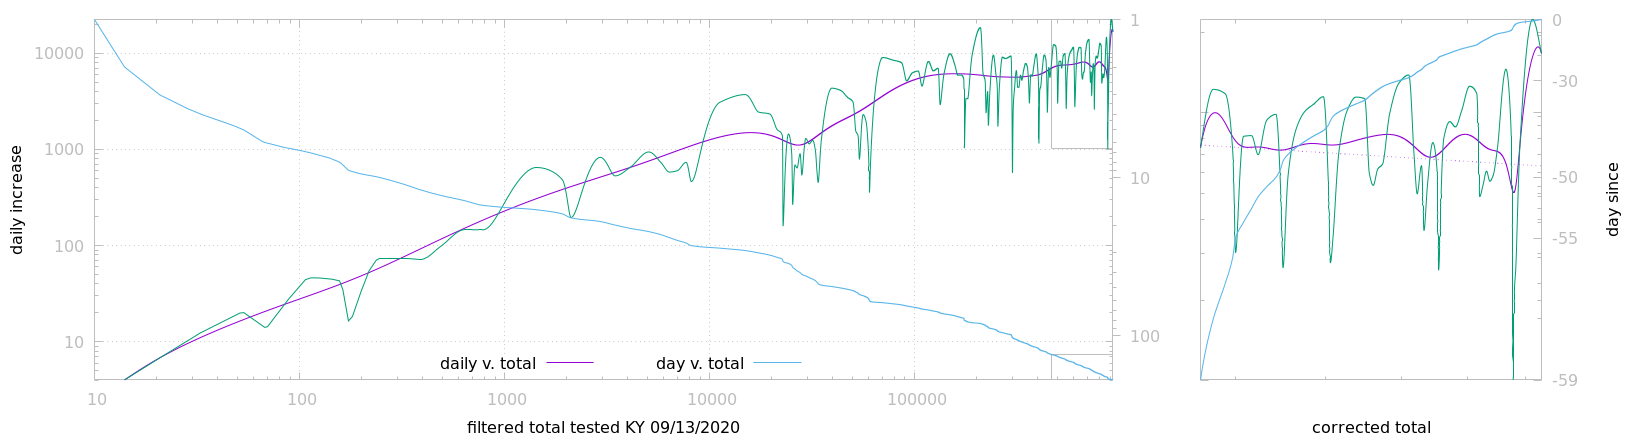 daily increase
10000
1000
100
10
10
100
1000
10000
100000
1
10
100
daily v. total
day v. total
filtered total tested KY 09/13/2020
0
-30
-50
-55
-59
day since
corrected total